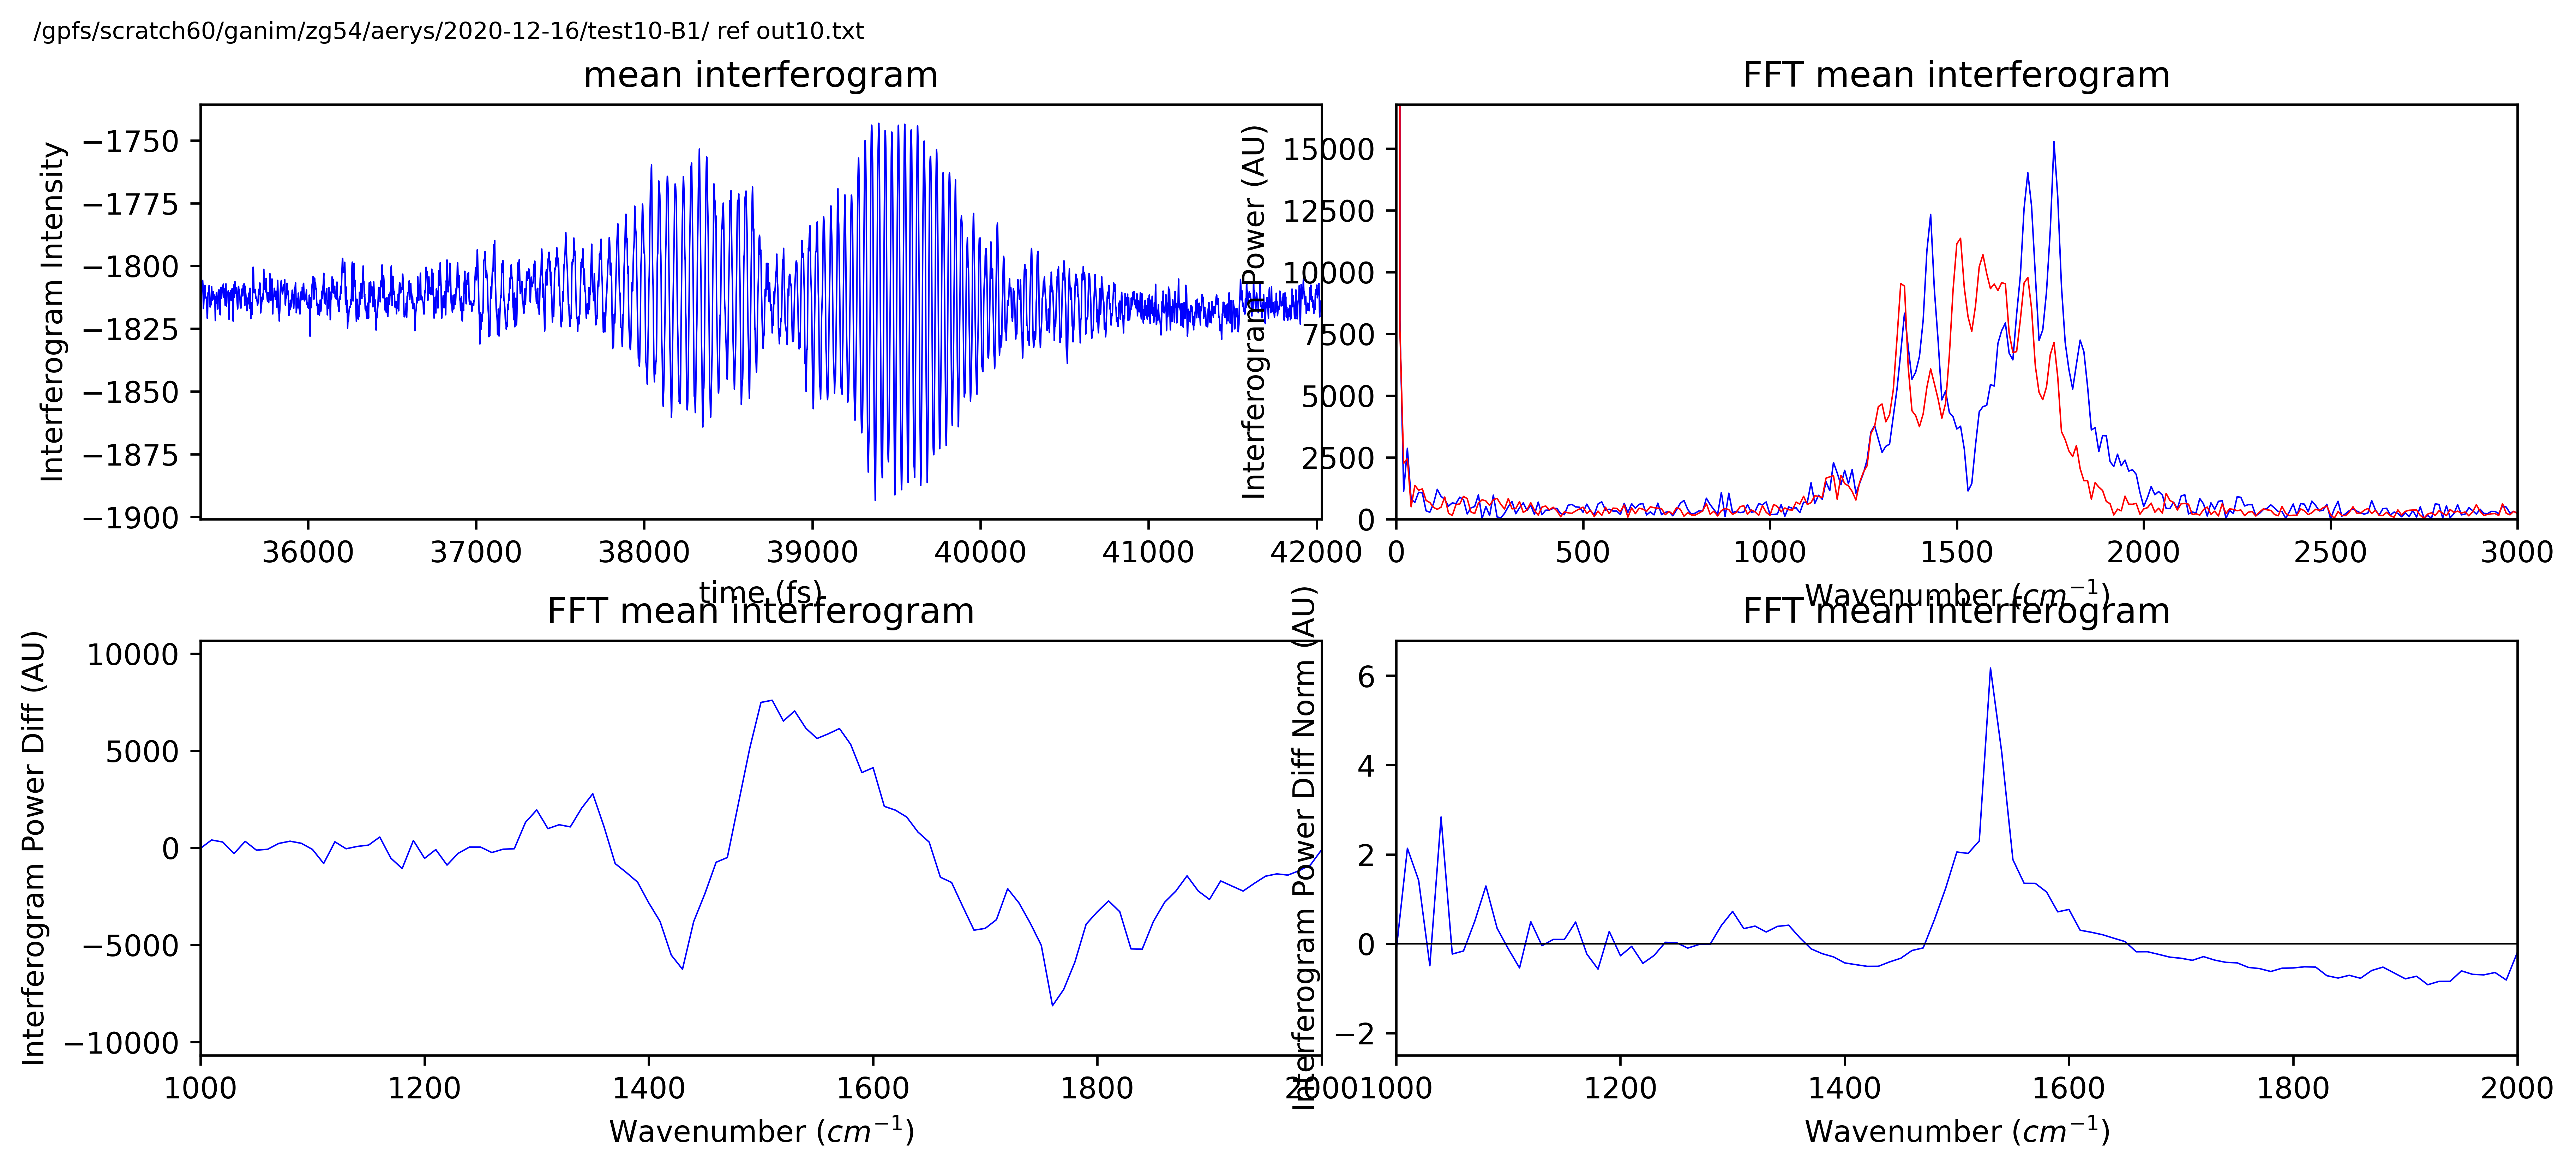 /gpfs/scratch60/ganim/zg54/aerys/2020-12-16/test10-B1/ ref out10.txt
mean interferogram
Interferogram Intensity
−1750
−1775
−1800
−1825
−1850
−1875
−1900
36000 37000 38000 39000 40000 41000 42000
time (fs)
FFT mean interferogram
Interferogram Power (AU)
15000
12500
10000
7500
5000
2500
0
0 500 1000 1500 2000 2500 3000
Wavenumber (cm⁻¹)
FFT mean interferogram
Interferogram Power Diff (AU)
10000
5000
0
−5000
−10000
1000 1200 1400 1600 1800 2000
Wavenumber (cm⁻¹)
FFT mean interferogram
Interferogram Power Diff Norm (AU)
6
4
2
0
−2
1000 1200 1400 1600 1800 2000
Wavenumber (cm⁻¹)